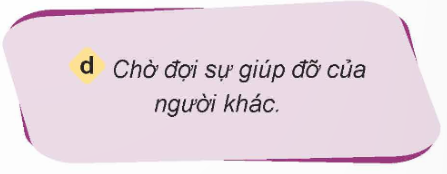 d Chờ đợi sự giúp đỡ của
người khác.